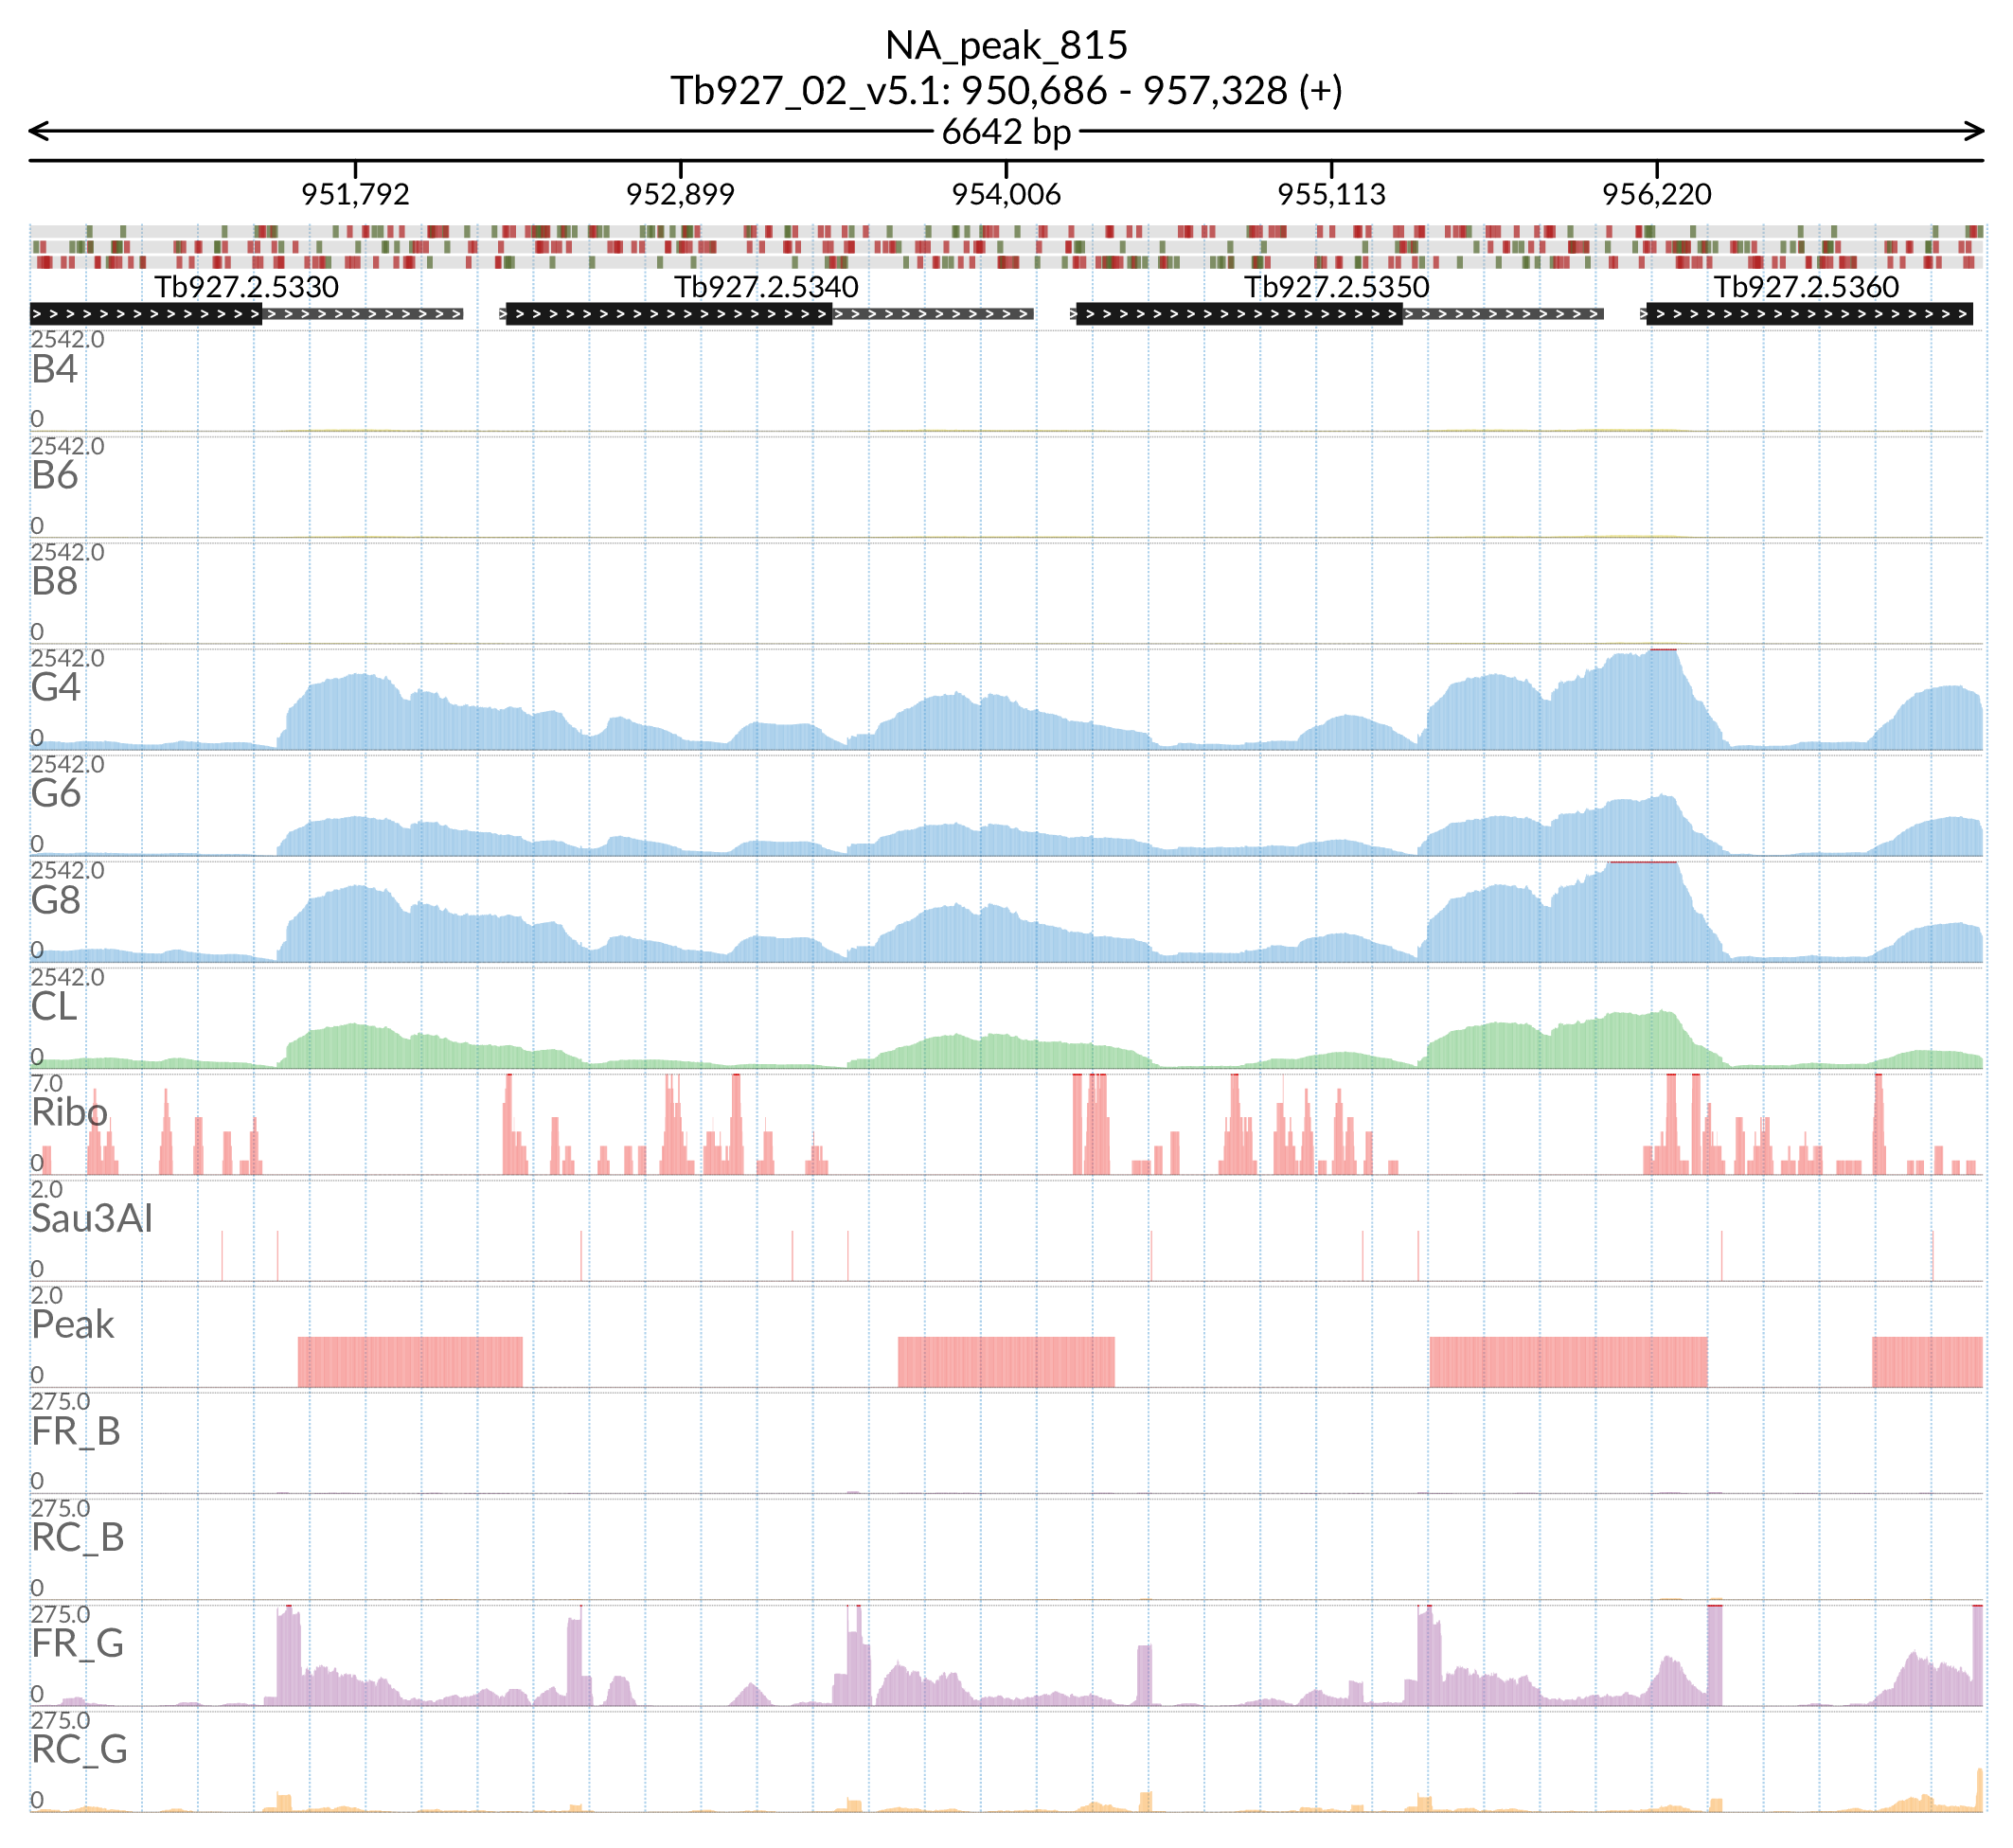 NA_peak_815
Tb927_02_v5.1: 950,686 - 957,328 (+)
6642 bp
951,792 952,899 954,006 955,113 956,220
Tb927.2.5330 Tb927.2.5340 Tb927.2.5350 Tb927.2.5360
2542.0
B4
0
2542.0
B6
0
2542.0
B8
0
2542.0
G4
0
2542.0
G6
0
2542.0
G8
0
2542.0
CL
0
7.0
Ribo
0
2.0
Sau3AI
0
2.0
Peak
0
275.0
FR_B
0
275.0
RC_B
0
275.0
FR_G
0
275.0
RC_G
0